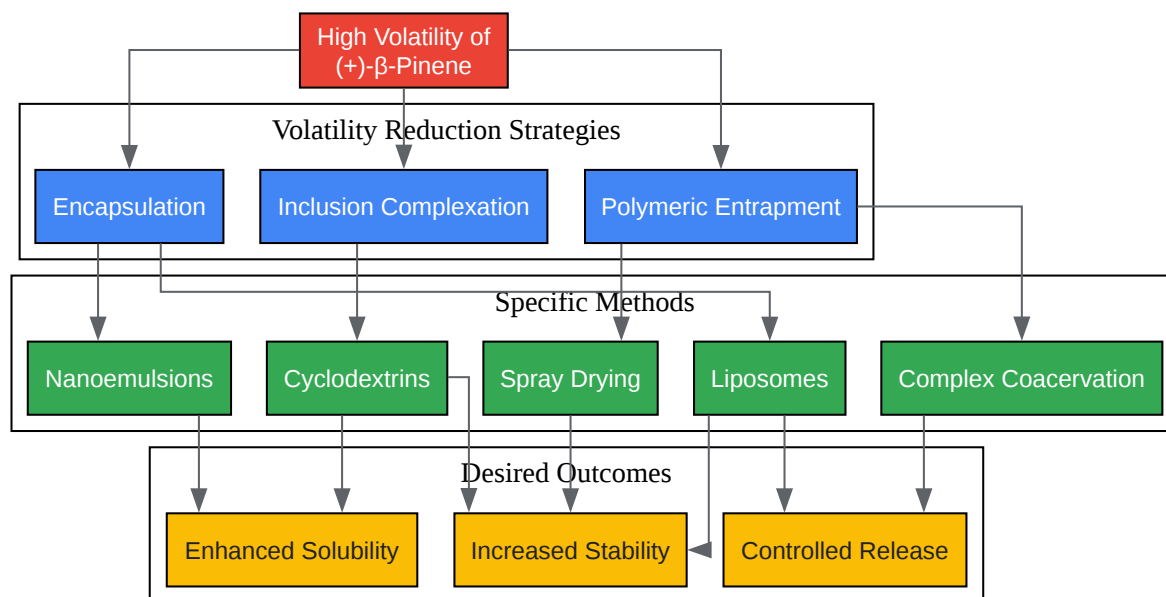 High Volatility of
(+)-β-Pinene
Volatility Reduction Strategies
Encapsulation
Inclusion Complexation
Polymeric Entrapment
Specific Methods
Nanoemulsions
Cyclodextrins
Spray Drying
Liposomes
Complex Coacervation
Desired Outcomes
Enhanced Solubility
Increased Stability
Controlled Release